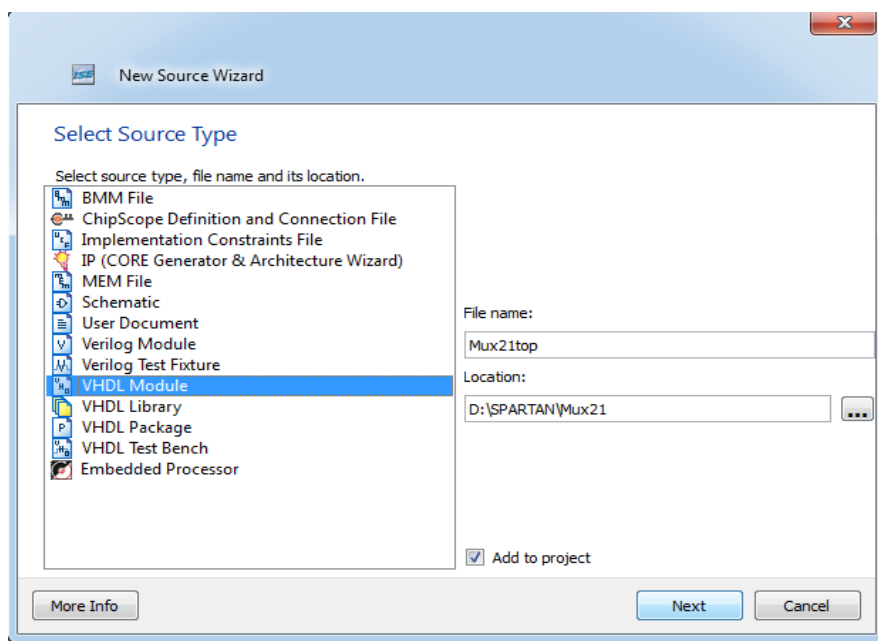 ISE
New Source Wizard
Select Source Type
Select source type, file name and its location.
BMM File
ChipScope Definition and Connection File
Implementation Constraints File
IP (CORE Generator & Architecture Wizard)
MEM File
Schematic
User Document
Verilog Module
Verilog Test Fixture
VHDL Module
VHDL Library
VHDL Package
VHDL Test Bench
Embedded Processor
File name:
Mux21top
Location:
D:\SPARTAN\Mux21
...
Add to project
More Info
Next
Cancel